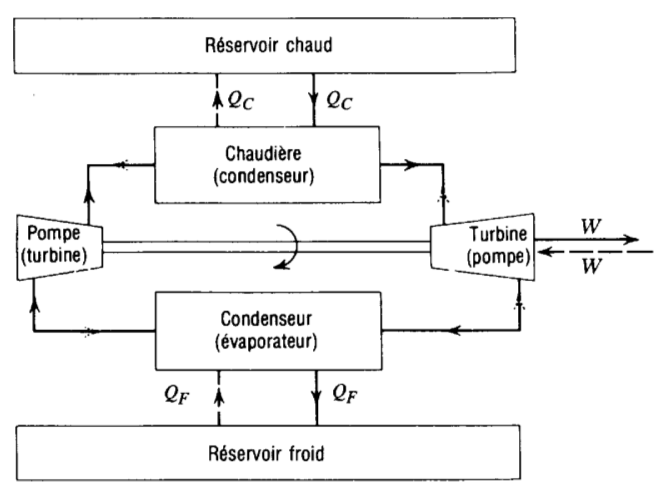 Réservoir chaud
Q_C
Q_C
Chaudière
(condenseur)
Pompe
(turbine)
Turbine
(pompe)
W
W
Condenseur
(évaporateur)
Q_F
Q_F
Réservoir froid